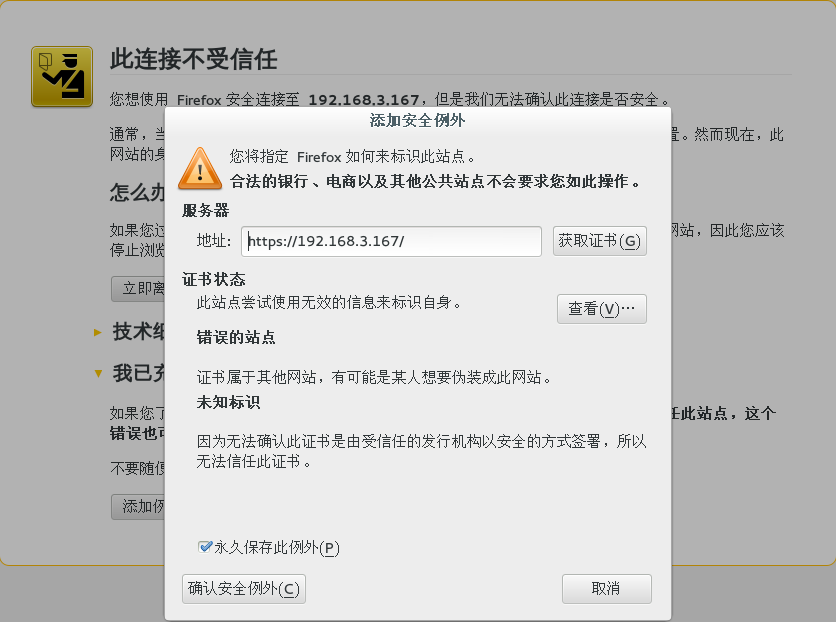 此连接不受信任
您想使用 Firefox 安全连接至 192.168.3.167，但是我们无法确认此连接是否安全。
通常，当
置。然而现在，此
网站的身
怎么办
如果您过
网站，因此您应该
停止浏览
立即离
技术细
我已充
如果您了
任此站点，这个
错误也可
不要随便
添加例
添加安全例外
您将指定 Firefox 如何来标识此站点。
合法的银行、电商以及其他公共站点不会要求您如此操作。
服务器
地址: https://192.168.3.167/ 获取证书(G)
证书状态
此站点尝试使用无效的信息来标识自身。
查看(V)…
错误的站点
证书属于其他网站，有可能是某人想要伪装成此网站。
未知标识
因为无法确认此证书是由受信任的发行机构以安全的方式签署，所以
无法信任此证书。
永久保存此例外(P)
确认安全例外(C) 取消